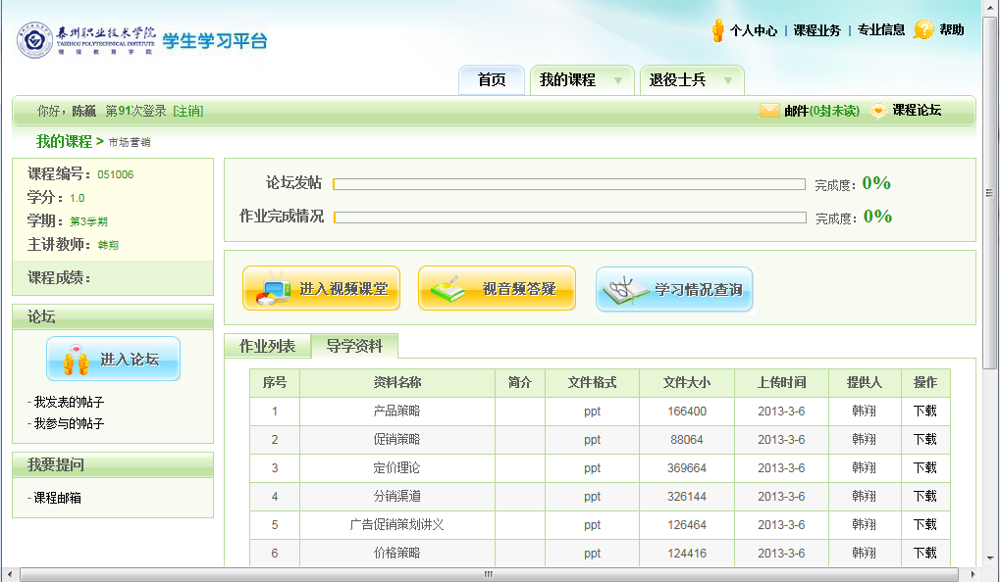 泰州职业技术学院
TAIZHOU POLYTECHNICAL INSTITUTE
继续教育学院
学生学习平台
个人中心 | 课程业务 | 专业信息 帮助
首页 我的课程 退役士兵
你好，陈巍 第91次登录 [注销] 邮件(0封未读) 课程论坛
我的课程 > 市场营销
课程编号：051006
学分：1.0
学期：第3学期
主讲教师：韩翔
课程成绩：
论坛
进入论坛
- 我发表的帖子
- 我参与的帖子
我要提问
- 课程邮箱
论坛发帖 完成度：0%
作业完成情况 完成度：0%
进入视频课堂 视音频答疑 学习情况查询
作业列表 导学资料
序号 资料名称 简介 文件格式 文件大小 上传时间 提供人 操作
1 产品策略 ppt 166400 2013-3-6 韩翔 下载
2 促销策略 ppt 88064 2013-3-6 韩翔 下载
3 定价理论 ppt 369664 2013-3-6 韩翔 下载
4 分销渠道 ppt 326144 2013-3-6 韩翔 下载
5 广告促销策划讲义 ppt 126464 2013-3-6 韩翔 下载
6 价格策略 ppt 124416 2013-3-6 韩翔 下载